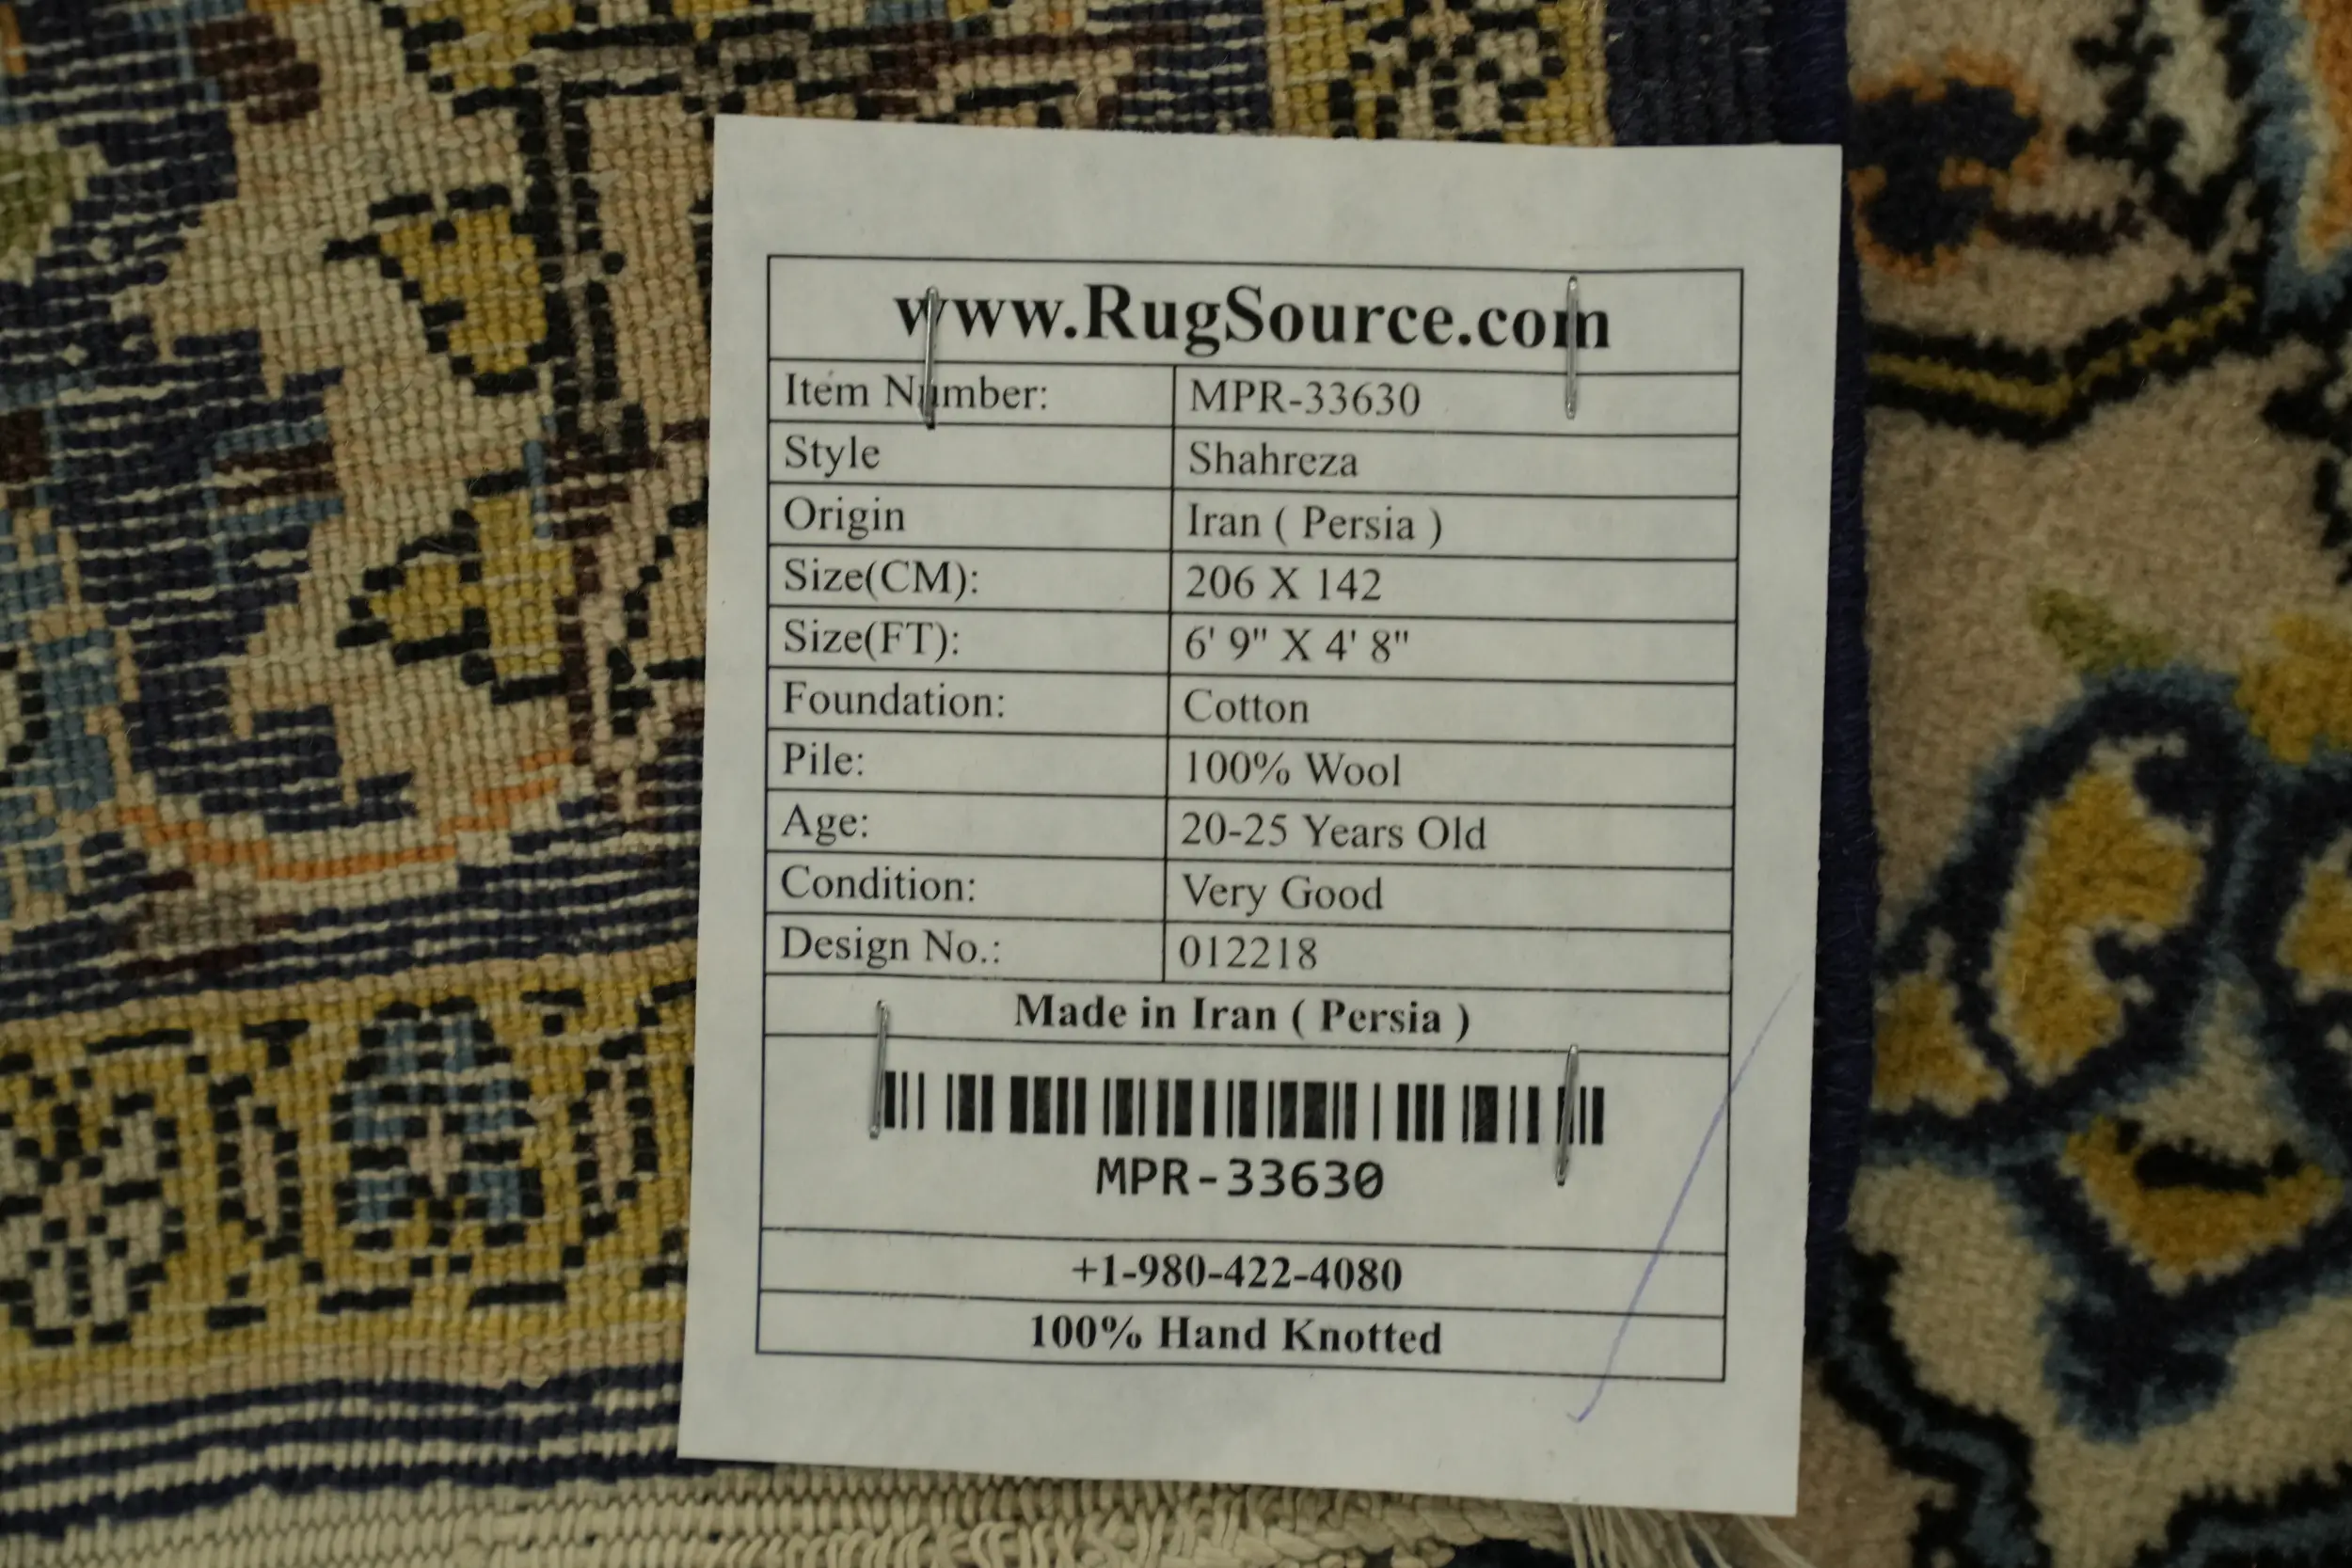 www.RugSource.com
Item Number: MPR-33630
Style Shahreza
Origin Iran ( Persia )
Size(CM): 206 X 142
Size(FT): 6' 9" X 4' 8"
Foundation: Cotton
Pile: 100% Wool
Age: 20-25 Years Old
Condition: Very Good
Design No.: 012218
Made in Iran ( Persia )
MPR-33630
+1-980-422-4080
100% Hand Knotted